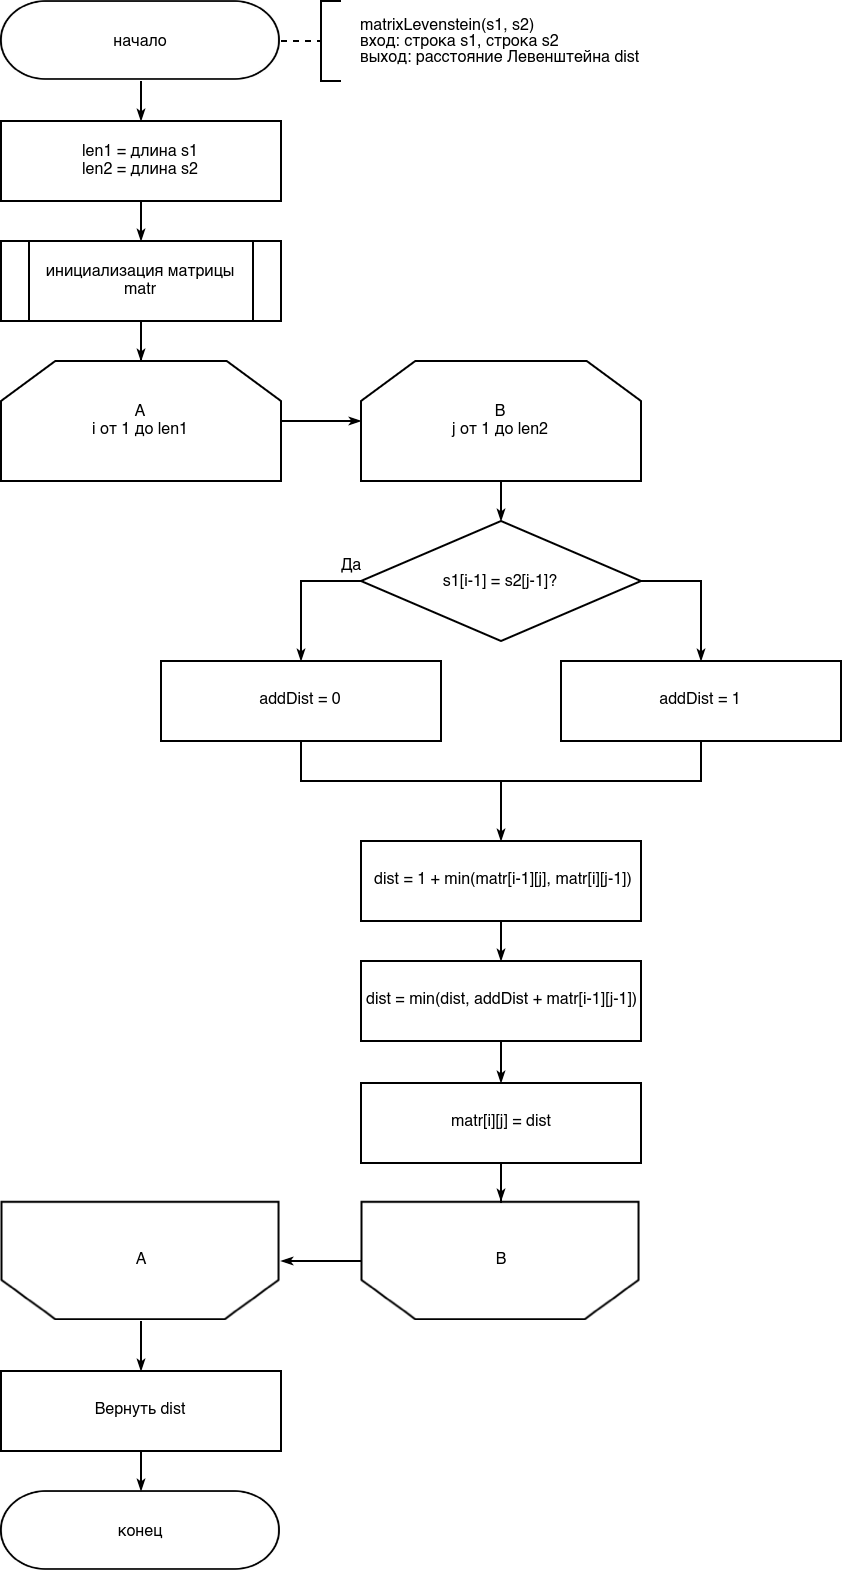 начало
matrixLevenstein(s1, s2)
вход: строка s1, строка s2
выход: расстояние Левенштейна dist
len1 = длина s1
len2 = длина s2
инициализация матрицы
matr
A
i от 1 до len1
B
j от 1 до len2
Да
s1[i-1] = s2[j-1]?
addDist = 0
addDist = 1
dist = 1 + min(matr[i-1][j], matr[i][j-1])
dist = min(dist, addDist + matr[i-1][j-1])
matr[i][j] = dist
A
B
Вернуть dist
конец